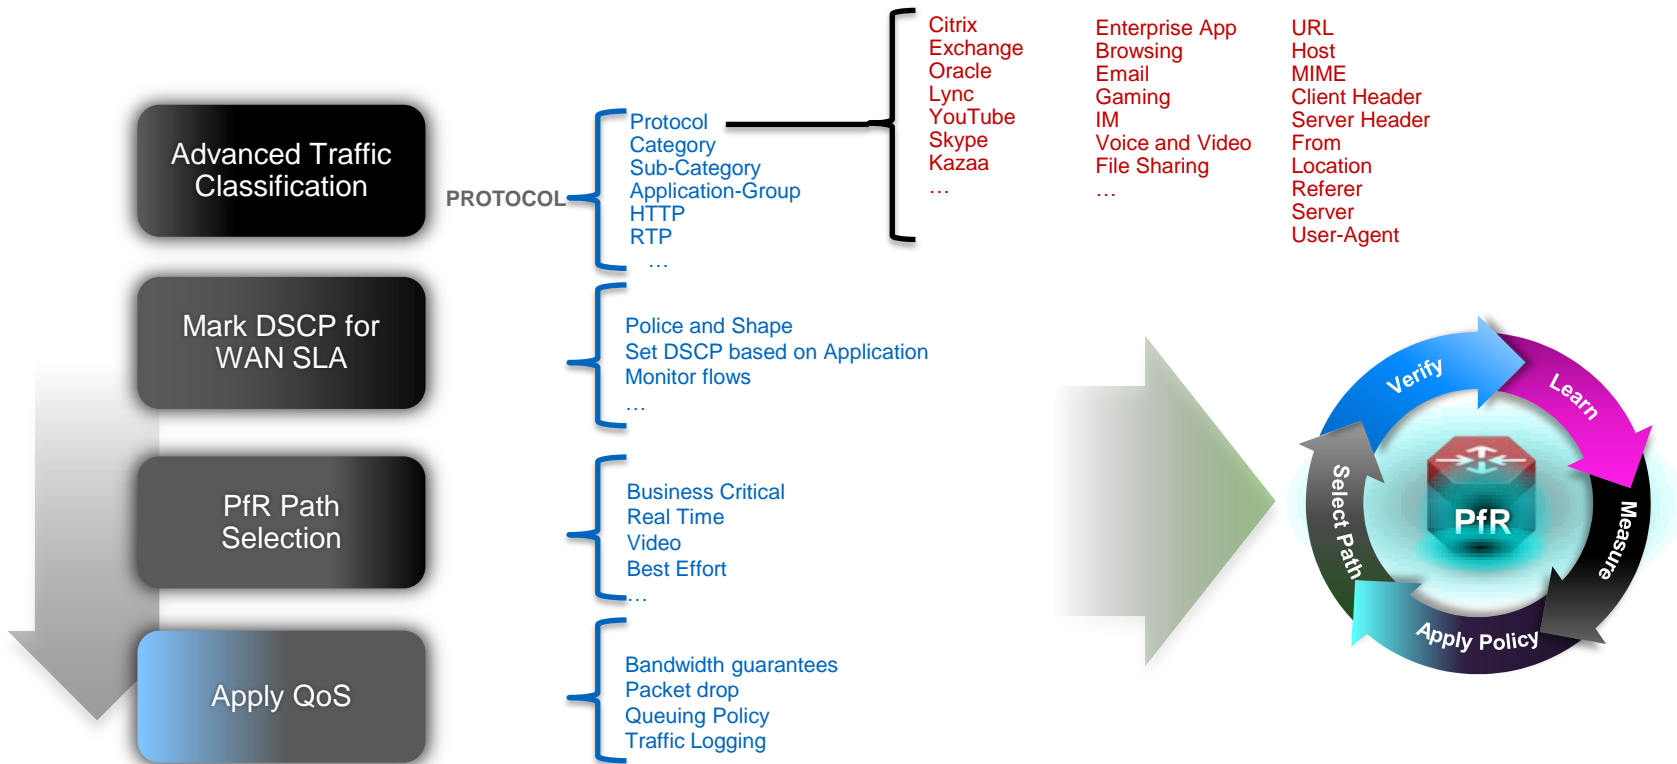 Advanced Traffic
Classification
PROTOCOL
Protocol
Category
Sub-Category
Application-Group
HTTP
RTP
…
Citrix
Exchange
Oracle
Lync
YouTube
Skype
Kazaa
…
Enterprise App
Browsing
Email
Gaming
IM
Voice and Video
File Sharing
…
URL
Host
MIME
Client Header
Server Header
From
Location
Referer
Server
User-Agent
Mark DSCP for
WAN SLA
Police and Shape
Set DSCP based on Application
Monitor flows
…
PfR Path
Selection
Business Critical
Real Time
Video
Best Effort
…
Apply QoS
Bandwidth guarantees
Packet drop
Queuing Policy
Traffic Logging
Verify
Learn
Measure
Apply Policy
Select Path
PfR